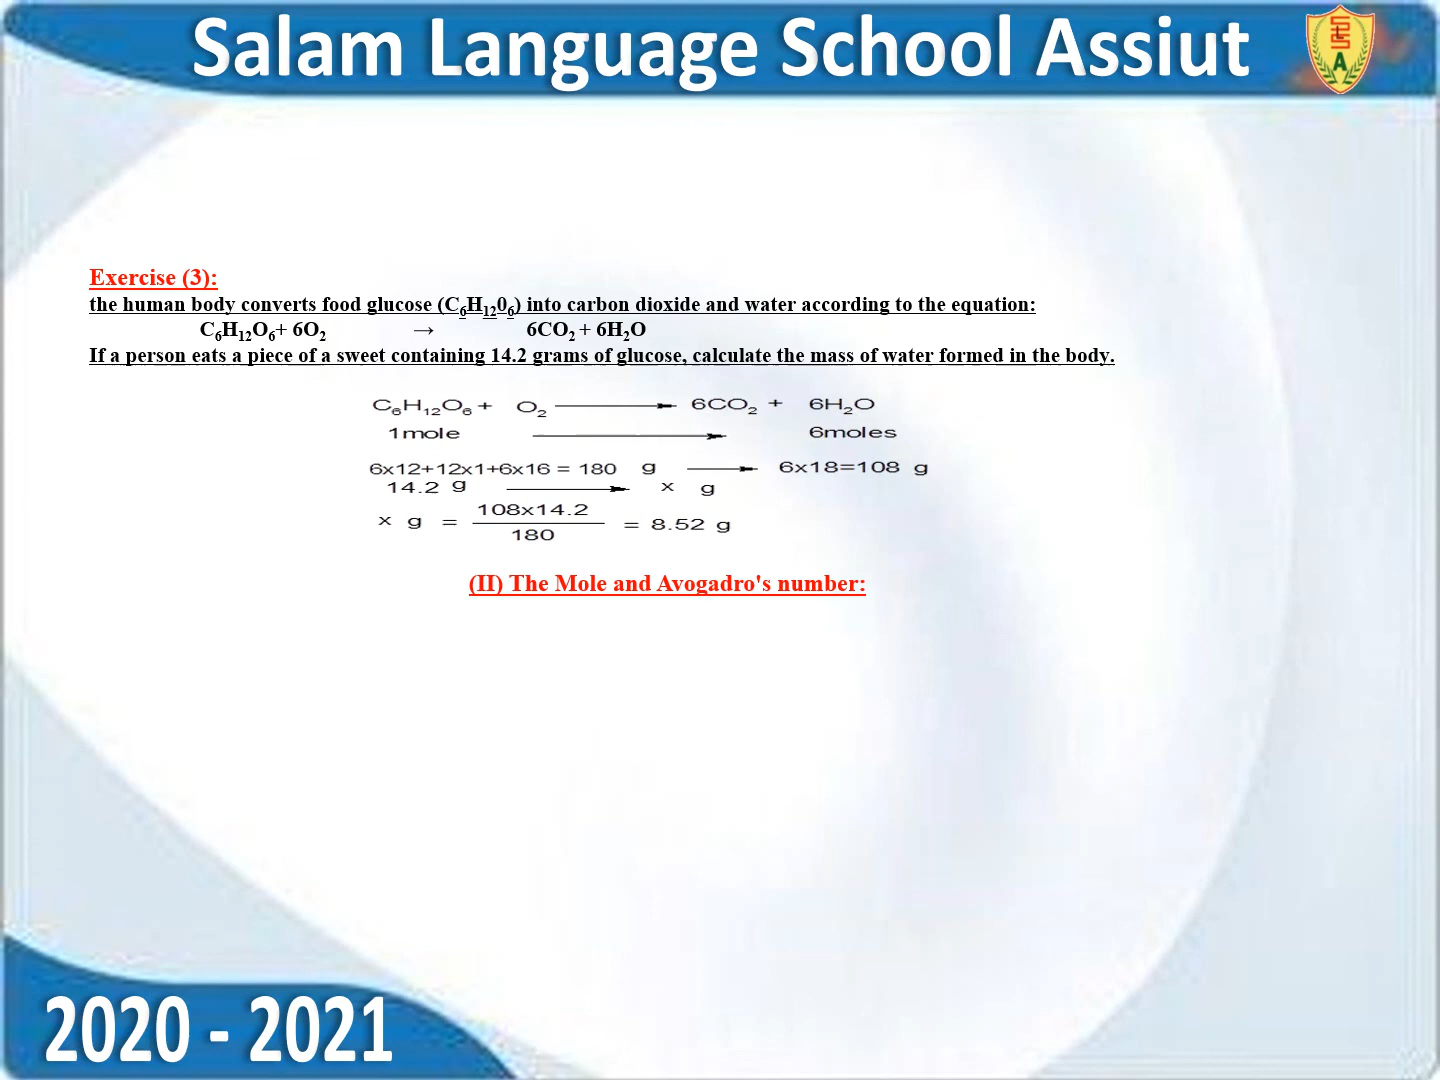 Salam Language School Assiut
Exercise (3):
the human body converts food glucose (C₆H₁₂0₆) into carbon dioxide and water according to the equation:
C₆H₁₂O₆+ 6O₂ → 6CO₂ + 6H₂O
If a person eats a piece of a sweet containing 14.2 grams of glucose, calculate the mass of water formed in the body.
C₆H₁₂O₆ + O₂ → 6CO₂ + 6H₂O
1mole → 6moles
6x12+12x1+6x16 = 180 g → 6x18=108 g
14.2 g → x g
x g = 108x14.2 / 180 = 8.52 g
(II) The Mole and Avogadro's number:
2020 - 2021